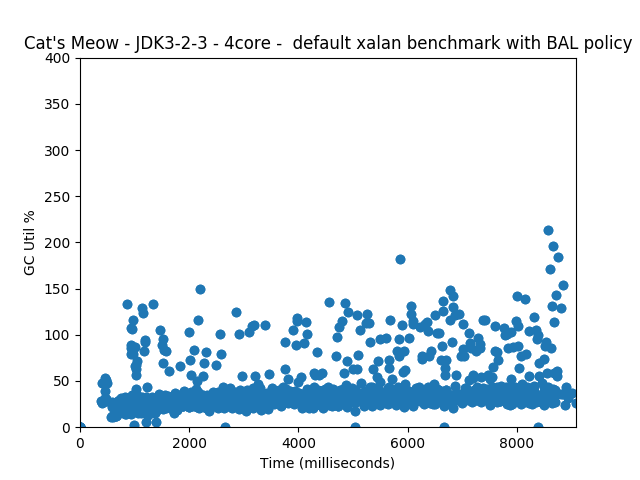 Cat's Meow - JDK3-2-3 - 4core -  default xalan benchmark with BAL policy
400
350
300
250
200
150
100
50
0
GC Util %
0 2000 4000 6000 8000
Time (milliseconds)